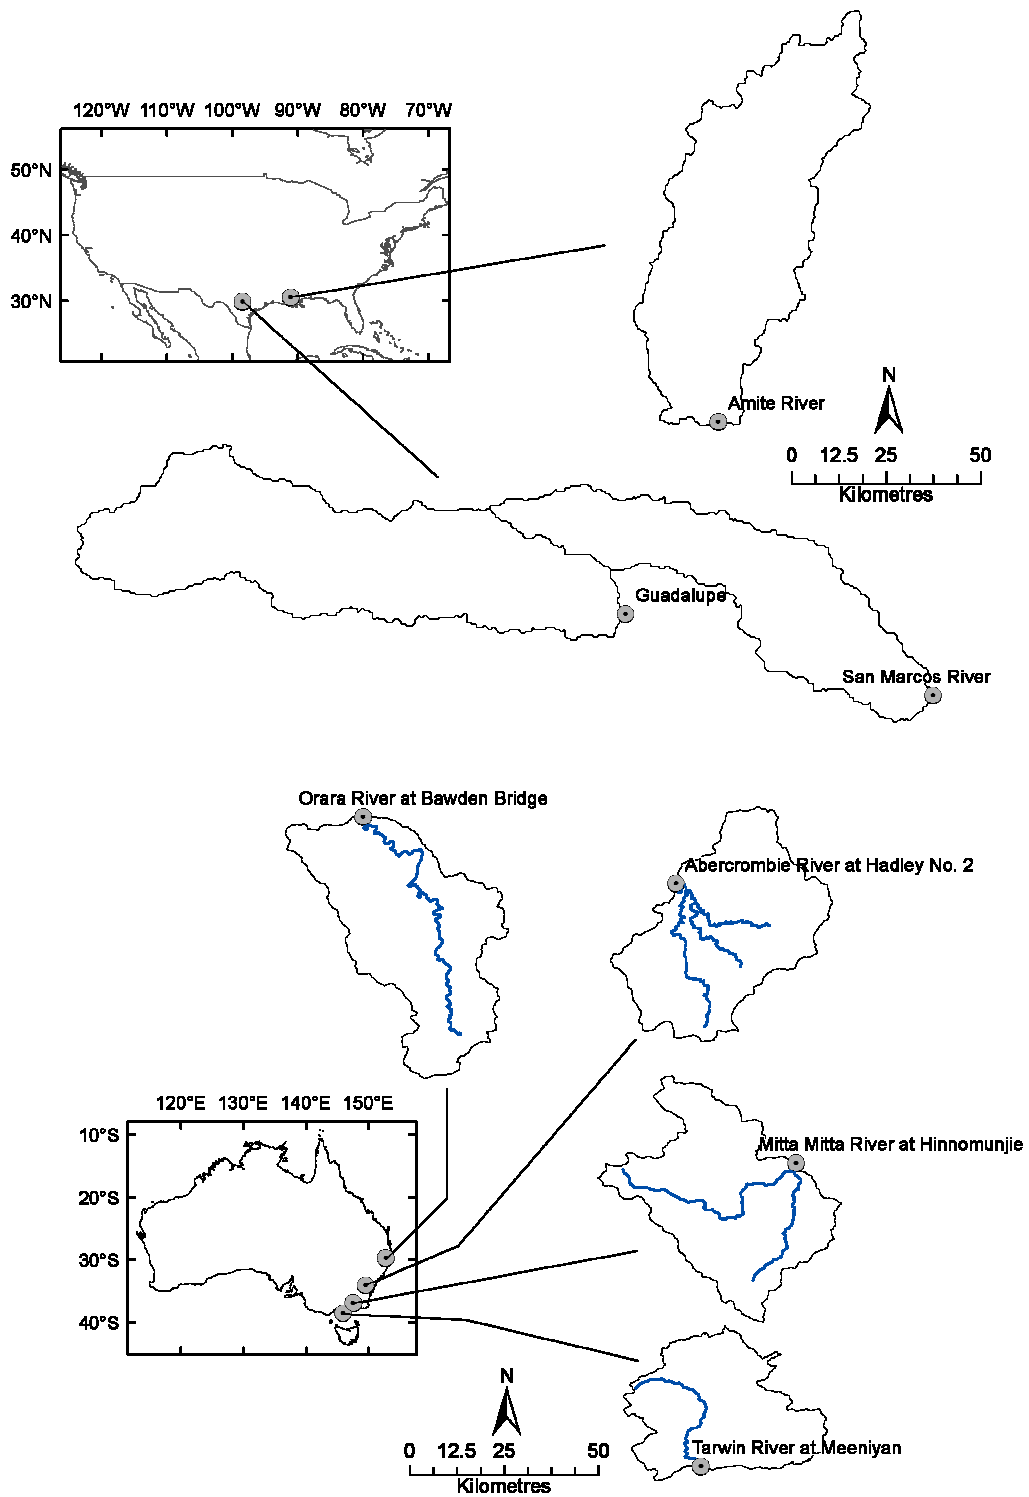 120°W 110°W 100°W 90°W 80°W 70°W
50°N
40°N
30°N
Amite River
N
0 12.5 25 50
Kilometres
Guadalupe
San Marcos River
Orara River at Bawden Bridge
Abercrombie River at Hadley No. 2
120°E 130°E 140°E 150°E
10°S
20°S
30°S
40°S
Mitta Mitta River at Hinnomunjie
Tarwin River at Meeniyan
N
0 12.5 25 50
Kilometres